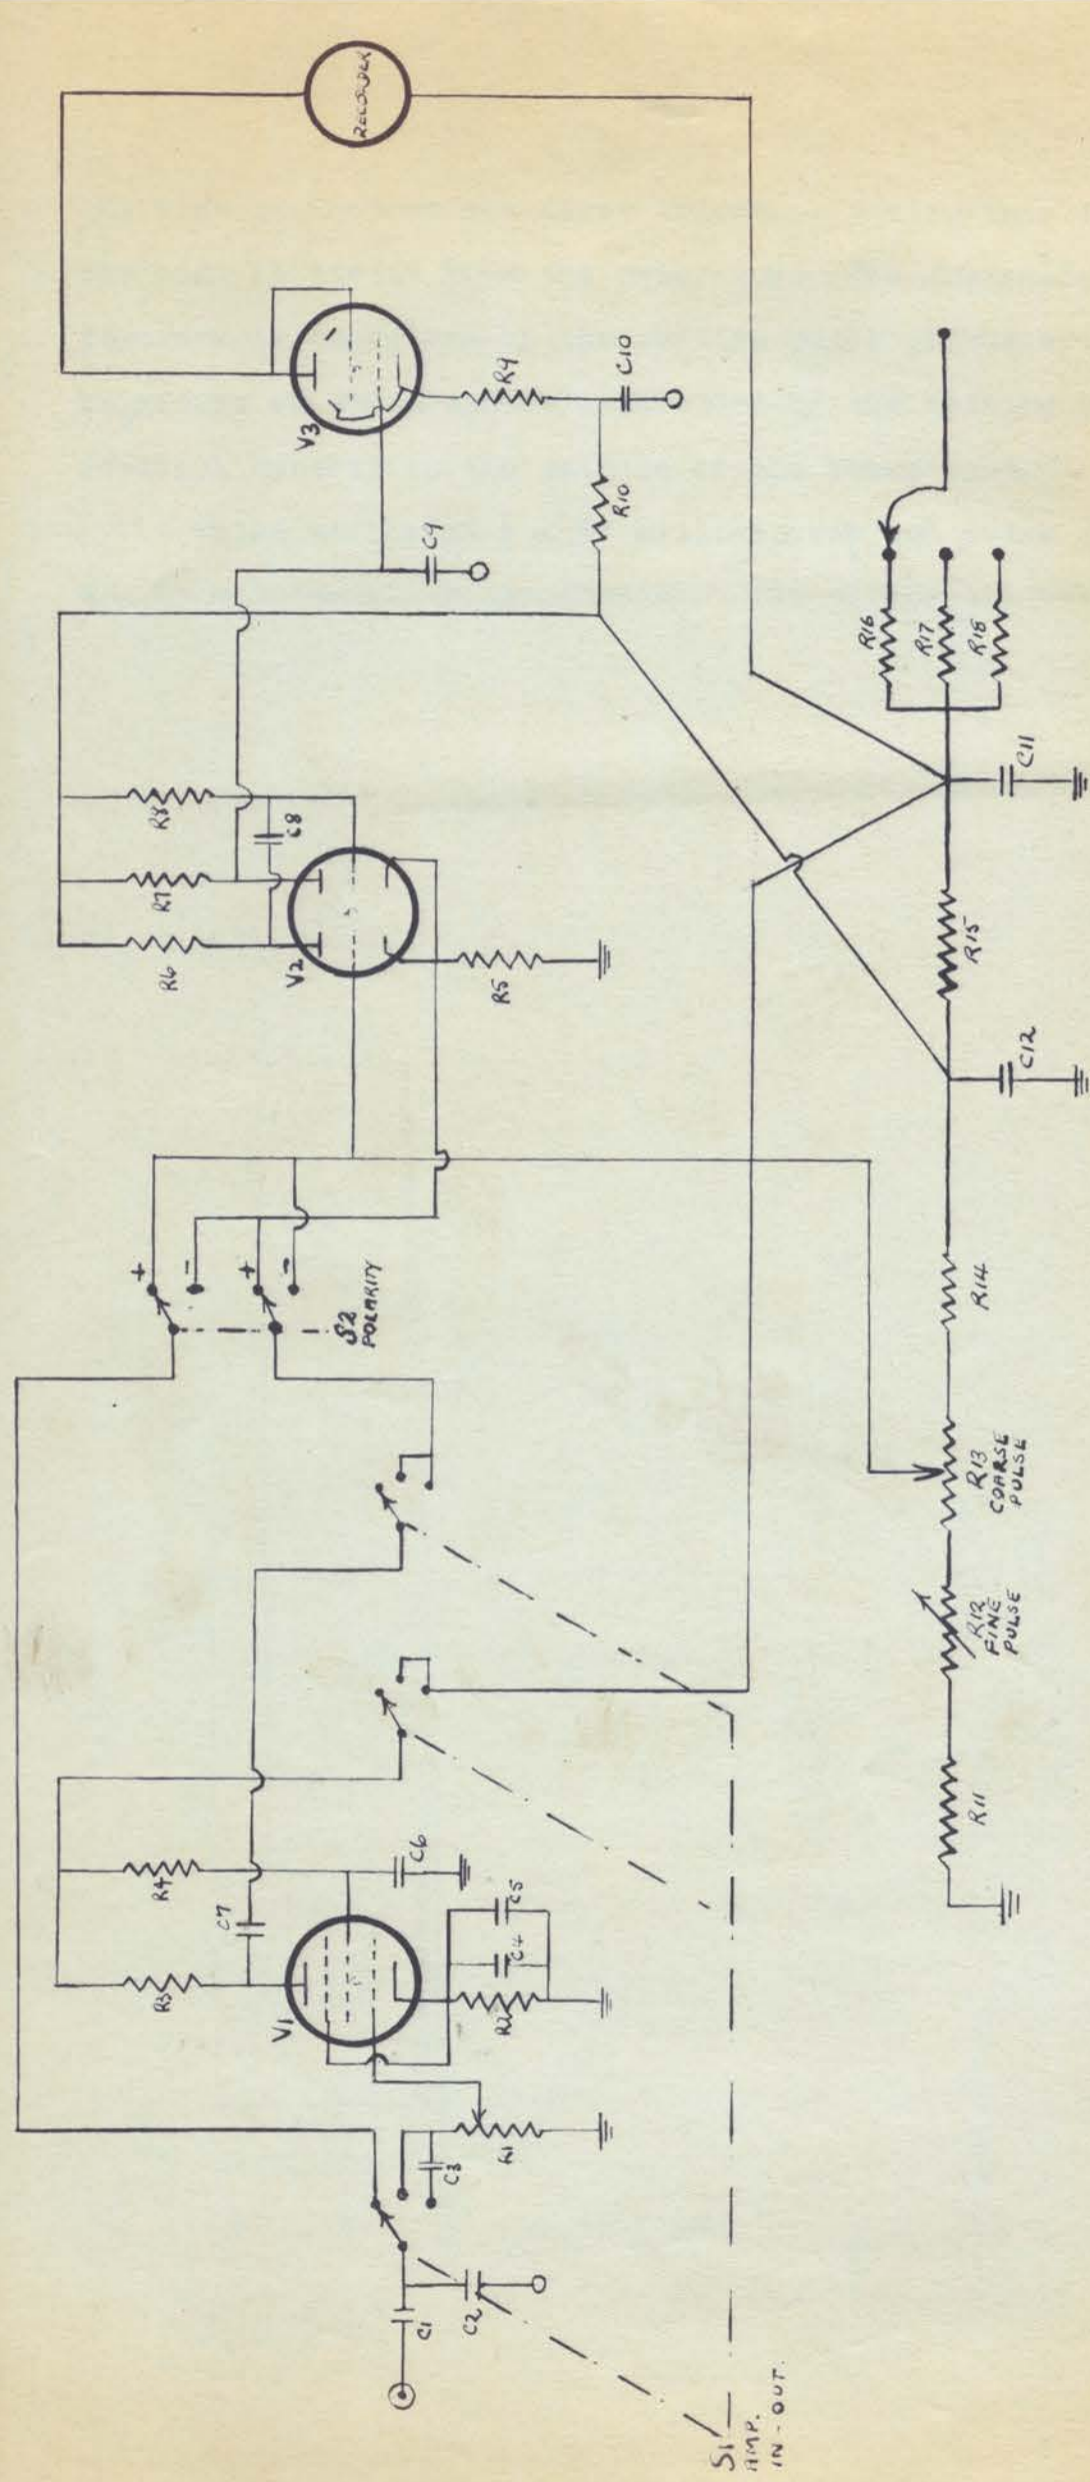 RECORDER
V3
R9
C10
R10
C9
R16
R17
R18
C11
R8
C8
R7
R6
V2
R5
R15
C12
+
-
+
-
S2
POLARITY
R14
R13
COARSE
PULSE
R12
FINE
PULSE
R11
R4
C6
C7
C5
C4
R3
V1
R2
R1
C3
C1
C2
S1
AMP.
IN - OUT.